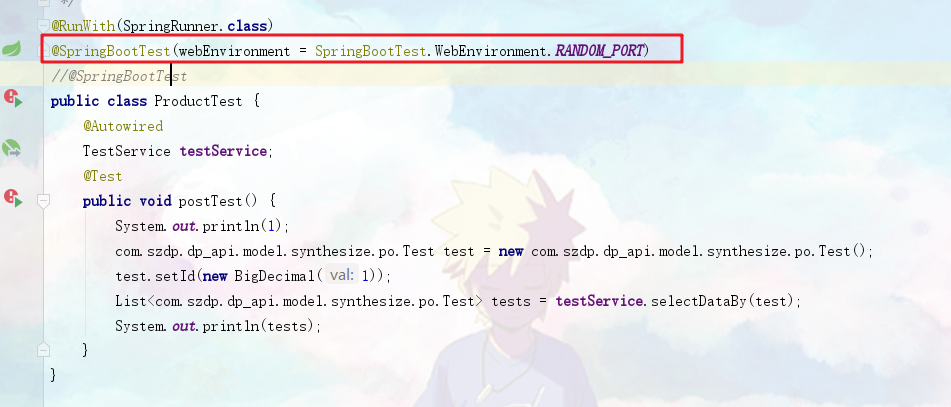 */
@RunWith(SpringRunner.class)
@SpringBootTest(webEnvironment = SpringBootTest.WebEnvironment.RANDOM_PORT)
//@SpringBootTest
public class ProductTest {
@Autowired
TestService testService;
@Test
public void postTest() {
System.out.println(1);
com.szdp.dp_api.model.synthesize.po.Test test = new com.szdp.dp_api.model.synthesize.po.Test();
test.setId(new BigDecimal( val: 1));
List<com.szdp.dp_api.model.synthesize.po.Test> tests = testService.selectDataBy(test);
System.out.println(tests);
}
}